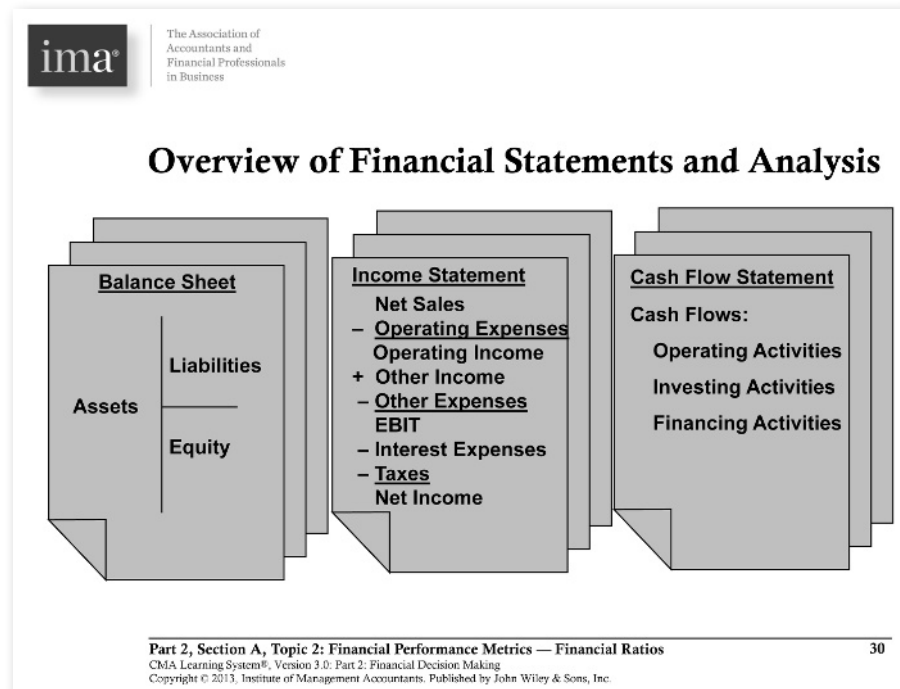 ima®
The Association of
Accountants and
Financial Professionals
in Business
Overview of Financial Statements and Analysis
Balance Sheet
Assets
Liabilities
Equity
Income Statement
Net Sales
– Operating Expenses
Operating Income
+ Other Income
– Other Expenses
EBIT
– Interest Expenses
– Taxes
Net Income
Cash Flow Statement
Cash Flows:
Operating Activities
Investing Activities
Financing Activities
Part 2, Section A, Topic 2: Financial Performance Metrics — Financial Ratios 30
CMA Learning System®, Version 3.0: Part 2: Financial Decision Making
Copyright © 2013, Institute of Management Accountants. Published by John Wiley & Sons, Inc.